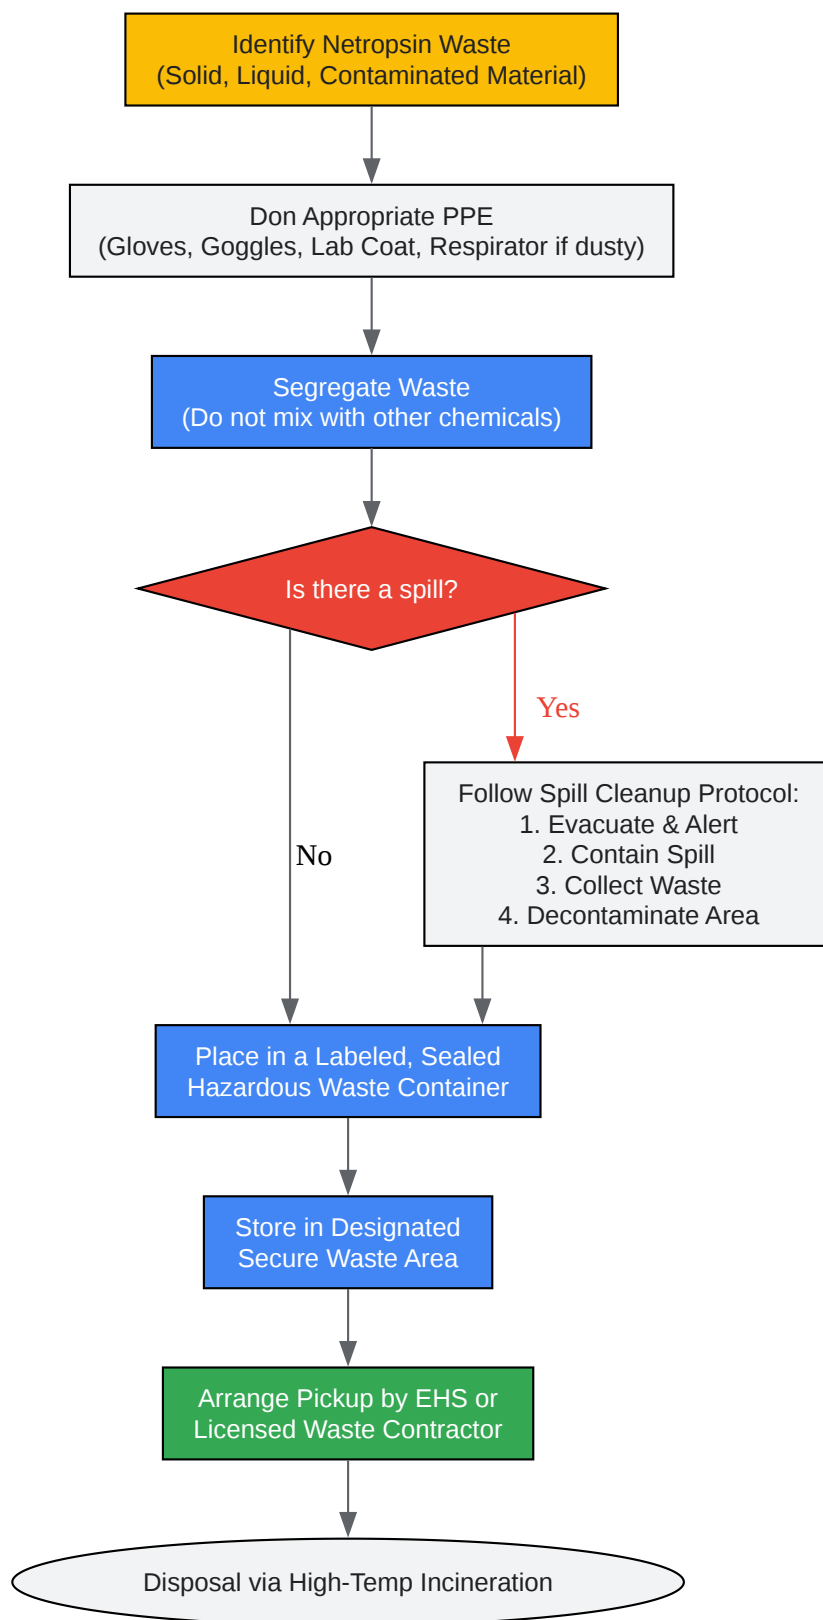 Identify Netropsin Waste
(Solid, Liquid, Contaminated Material)
Don Appropriate PPE
(Gloves, Goggles, Lab Coat, Respirator if dusty)
Segregate Waste
(Do not mix with other chemicals)
Is there a spill?
Yes
Follow Spill Cleanup Protocol:
1. Evacuate & Alert
2. Contain Spill
3. Collect Waste
4. Decontaminate Area
No
Place in a Labeled, Sealed
Hazardous Waste Container
Store in Designated
Secure Waste Area
Arrange Pickup by EHS or
Licensed Waste Contractor
Disposal via High-Temp Incineration